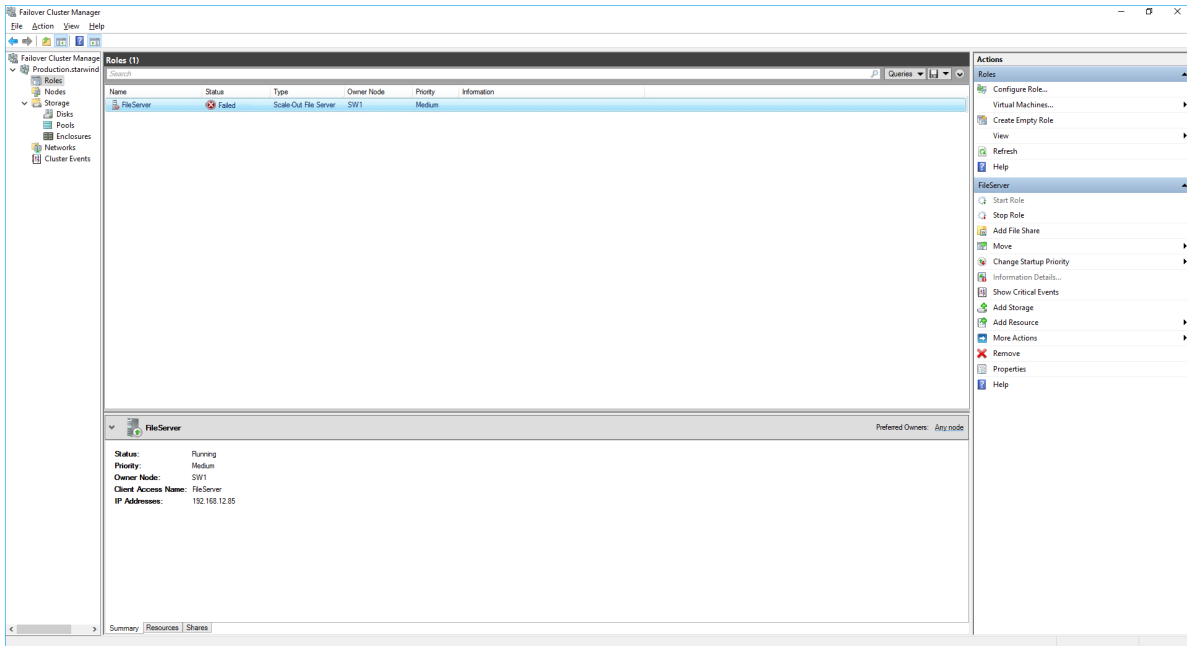 Failover Cluster Manager
File Action View Help
Failover Cluster Manage
Production.starwind
Roles
Nodes
Storage
Disks
Pools
Enclosures
Networks
Cluster Events
Roles (1)
Search
Queries
Name Status Type Owner Node Priority Information
FileServer Failed Scale-Out File Server SW1 Medium
FileServer
Preferred Owners: Any node
Status: Running
Priority: Medium
Owner Node: SW1
Client Access Name: FileServer
IP Addresses: 192.168.12.85
Summary Resources Shares
Actions
Roles
Configure Role...
Virtual Machines...
Create Empty Role
View
Refresh
Help
FileServer
Start Role
Stop Role
Add File Share
Move
Change Startup Priority
Information Details...
Show Critical Events
Add Storage
Add Resource
More Actions
Remove
Properties
Help